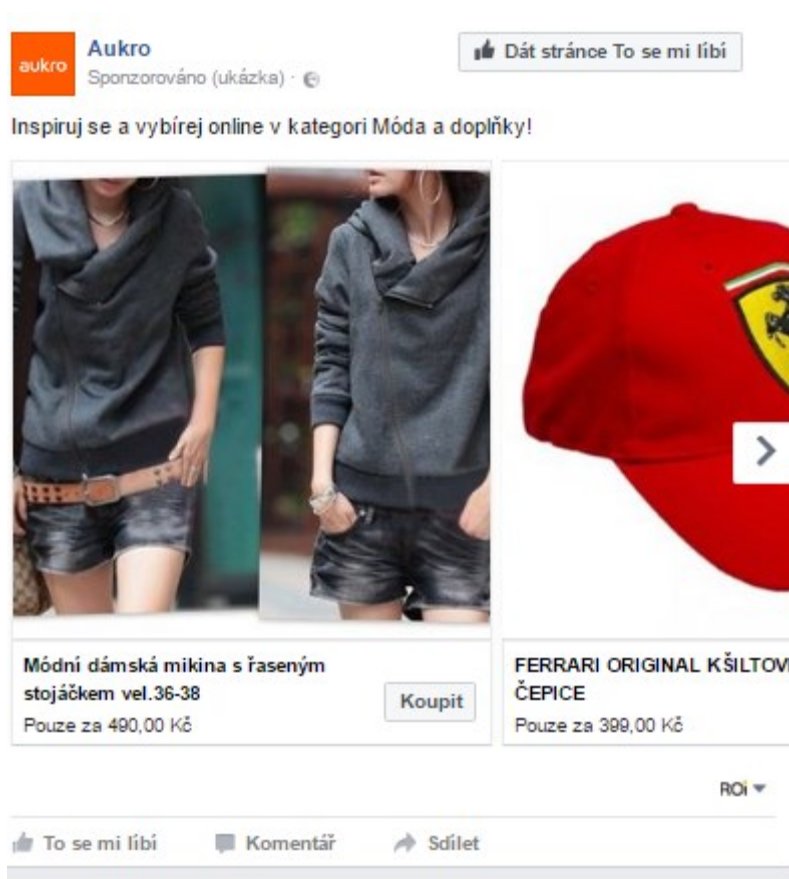 aukro
Aukro
Sponzorováno (ukázka) ·
Dát stránce To se mi líbí
Inspiruj se a vybírej online v kategori Móda a doplňky!
Módní dámská mikina s řaseným
stojáčkem vel.36-38
Pouze za 490,00 Kč
Koupit
FERRARI ORIGINAL KŠILTOV
ČEPICE
Pouze za 399,00 Kč
ROi
To se mi líbí
Komentář
Sdílet